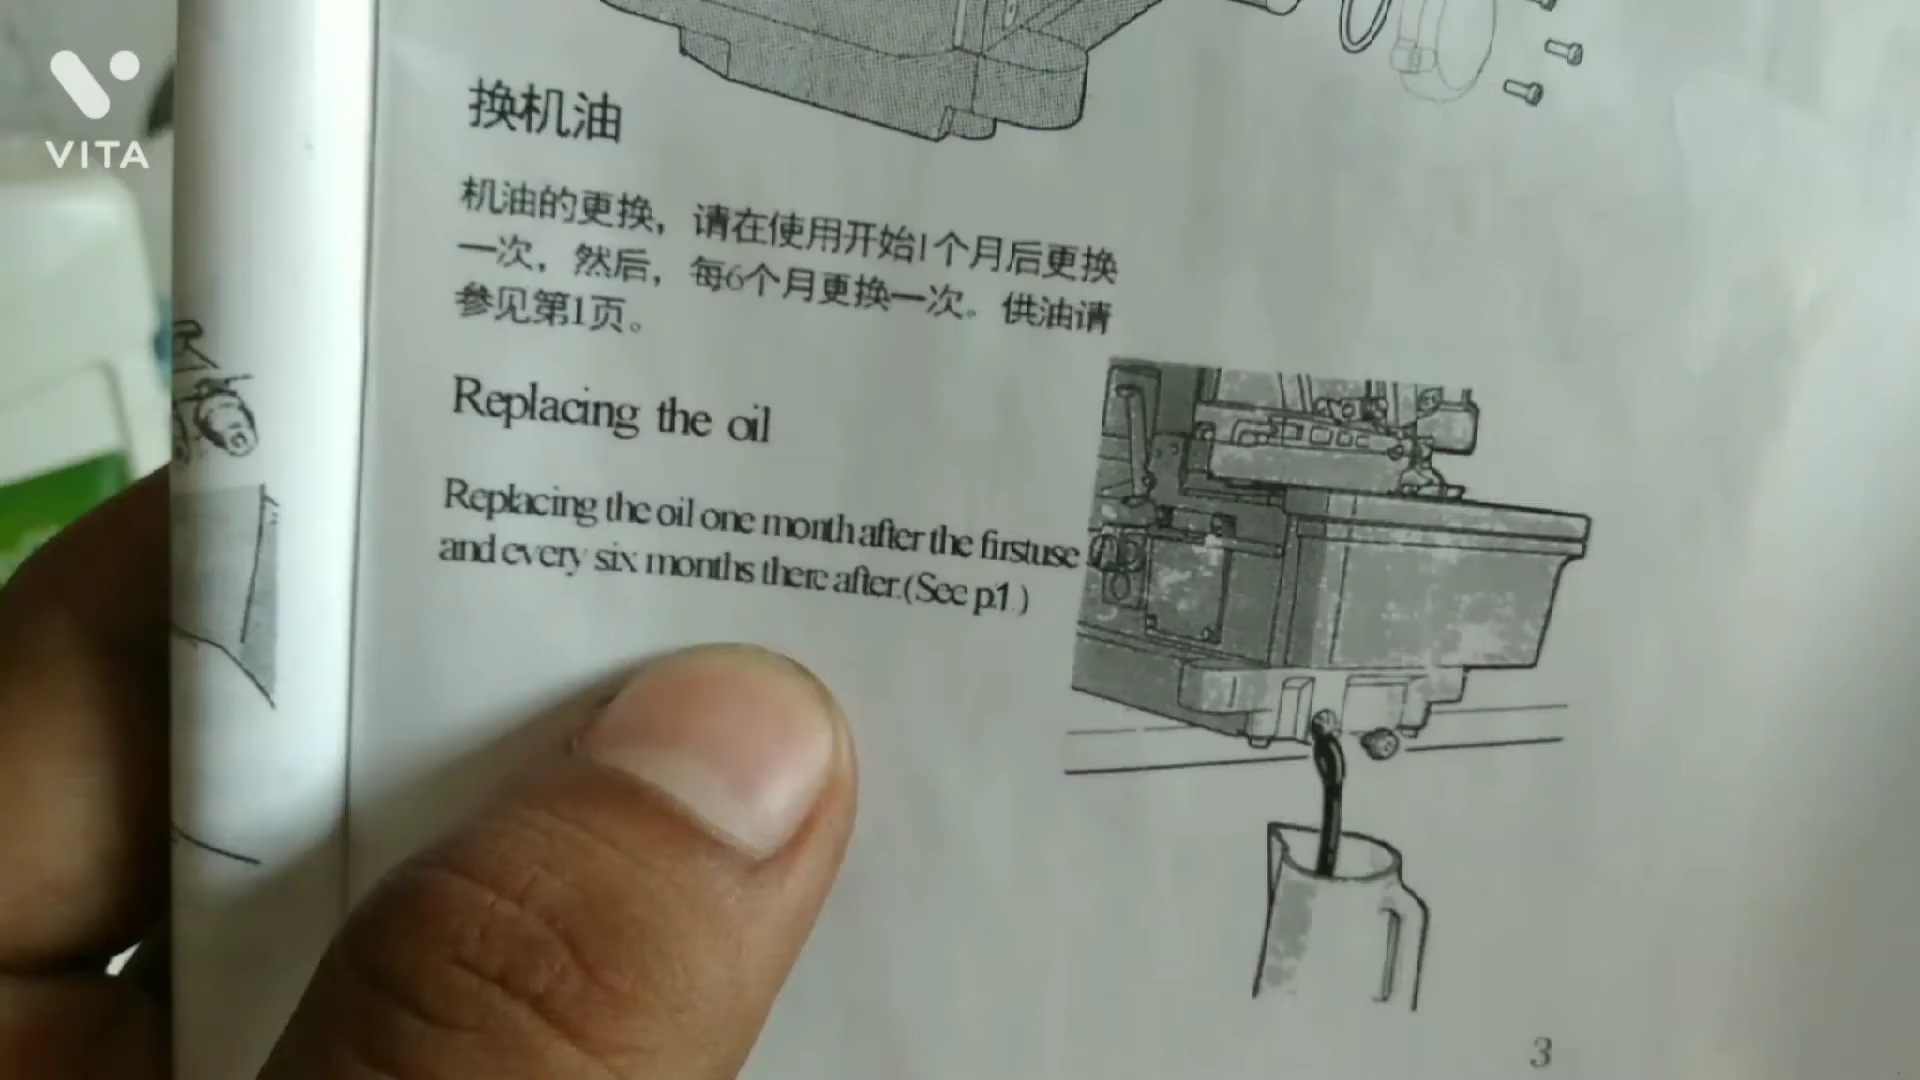 VITA
换机油
机油的更换，请在使用开始1个月后更换
一次，然后，每6个月更换一次。供油请
参见第1页。
Replacing the oil
Replacing the oil one month after the firstuse
and every six months there after.(See p.1.)
3